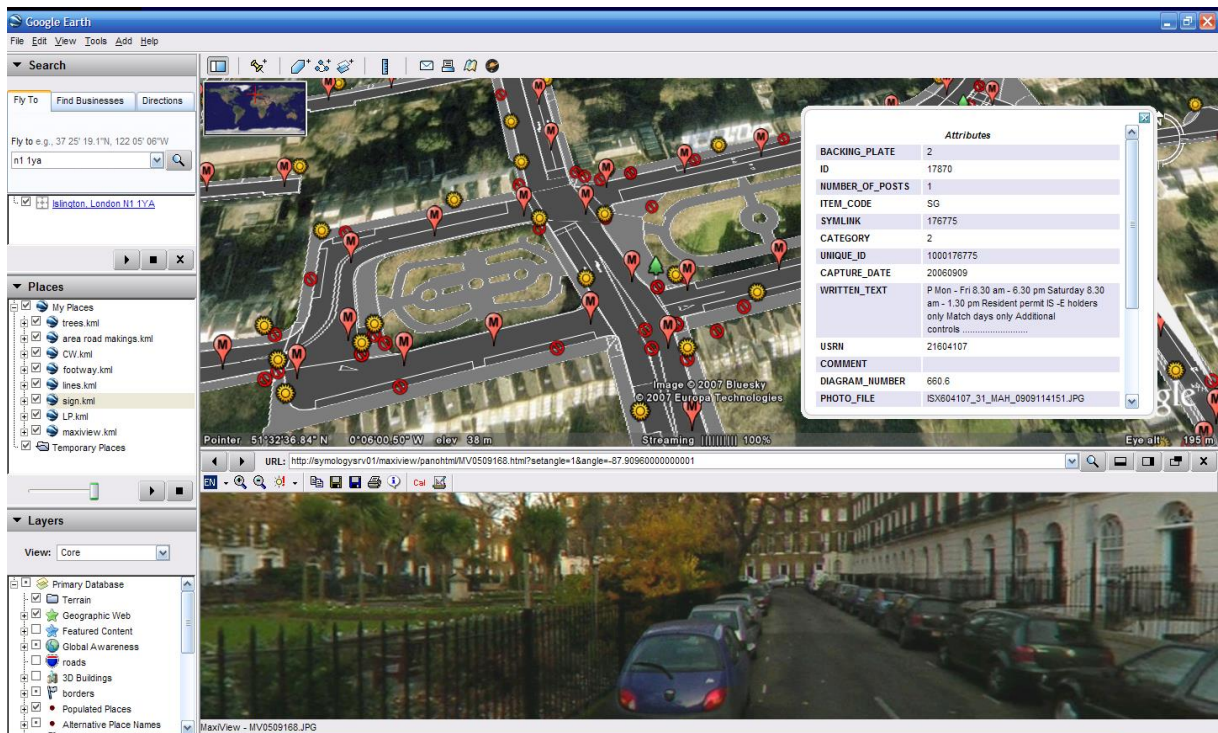 Google Earth
File Edit View Tools Add Help
Search
Fly To Find Businesses Directions
Fly to e.g., 37 25' 19.1"N, 122 05' 06"W
n1 1ya
Islington, London N1 1YA
Places
My Places
trees.kml
area road makings.kml
CW.kml
footway.kml
lines.kml
sign.kml
LP.kml
maxiview.kml
Temporary Places
Layers
View: Core
Primary Database
Terrain
Geographic Web
Featured Content
Global Awareness
roads
3D Buildings
borders
Populated Places
Alternative Place Names
Attributes
BACKING_PLATE 2
ID 17870
NUMBER_OF_POSTS 1
ITEM_CODE SG
SYMLINK 176775
CATEGORY 2
UNIQUE_ID 1000176775
CAPTURE_DATE 20060909
WRITTEN_TEXT P Mon - Fri 8.30 am - 6.30 pm Saturday 8.30
am - 1.30 pm Resident permit IS -E holders
only Match days only Additional
controls ...........................
USRN 21604107
COMMENT
DIAGRAM_NUMBER 660.6
PHOTO_FILE ISX604107_31_MAH_0909114151.JPG
Image © 2007 Bluesky
© 2007 Europa Technologies
Pointer 51°32'36.84" N 0°06'00.50" W elev 38 m Streaming ||||||||| 100% Eye alt 195 m
URL: http://symologysrv01/maxiview/panohtml/MV0509168.html?setangle=1&angle=-87.90960000000001
EN Cal
MaxiView - MV0509168.JPG